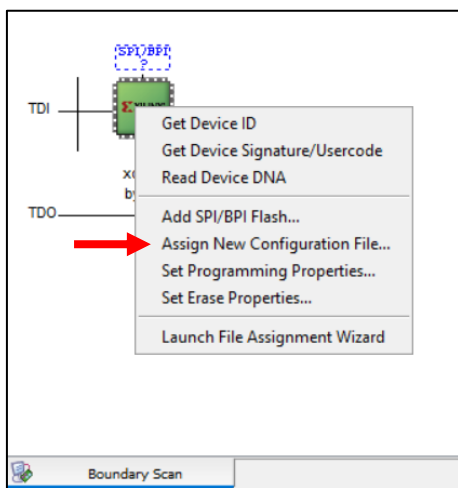 SPI/BPI
?
TDI
Get Device ID
Get Device Signature/Usercode
Read Device DNA
TDO
Add SPI/BPI Flash...
Assign New Configuration File...
Set Programming Properties...
Set Erase Properties...
Launch File Assignment Wizard
Boundary Scan